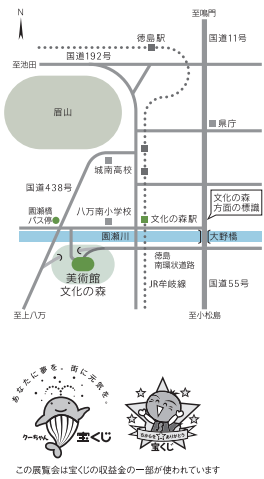 N
至鳴門
徳島駅
国道11号
国道192号
至池田
眉山
県庁
城南高校
国道438号
文化の森
方面の標識
園瀬橋
バス停
八万南小学校
文化の森駅
園瀬川
大野橋
徳島
南環状道路
美術館
文化の森
JR牟岐線
国道55号
至上八万
至小松島
あなたに夢を。街に元気を。
クーちゃん
宝くじ
宝くじ
この展覧会は宝くじの収益金の一部が使われています